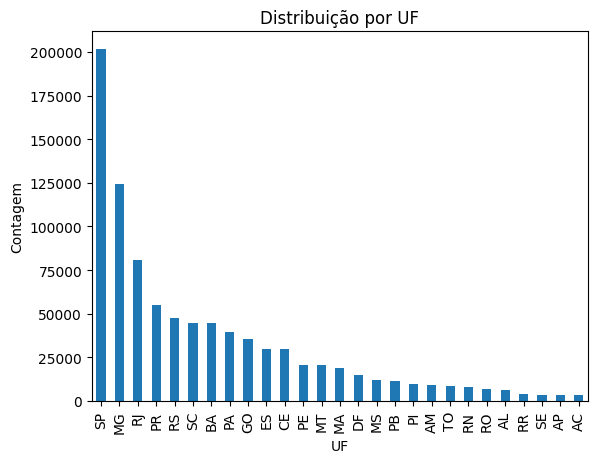 Distribuição por UF
Contagem
200000
175000
150000
125000
100000
75000
50000
25000
0
SP MG RJ PR RS SC BA PA GO ES CE PE MT MA DF MS PB PI AM TO RN RO AL RR SE AP AC
UF